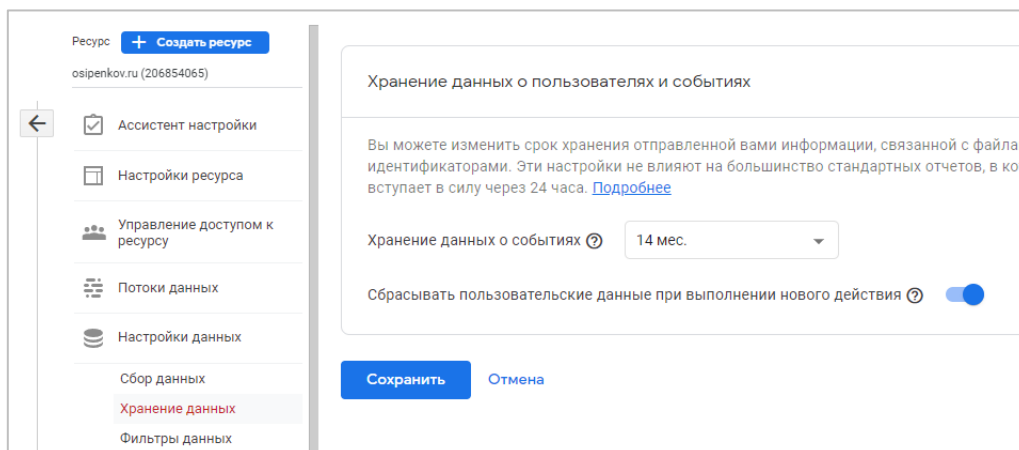 Ресурс
Создать ресурс
osipenkov.ru (206854065)
Ассистент настройки
Настройки ресурса
Управление доступом к
ресурсу
Потоки данных
Настройки данных
Сбор данных
Хранение данных
Фильтры данных
Хранение данных о пользователях и событиях
Вы можете изменить срок хранения отправленной вами информации, связанной с файла
идентификаторами. Эти настройки не влияют на большинство стандартных отчетов, в ко
вступает в силу через 24 часа. Подробнее
Хранение данных о событиях
14 мес.
Сбрасывать пользовательские данные при выполнении нового действия
Сохранить
Отмена